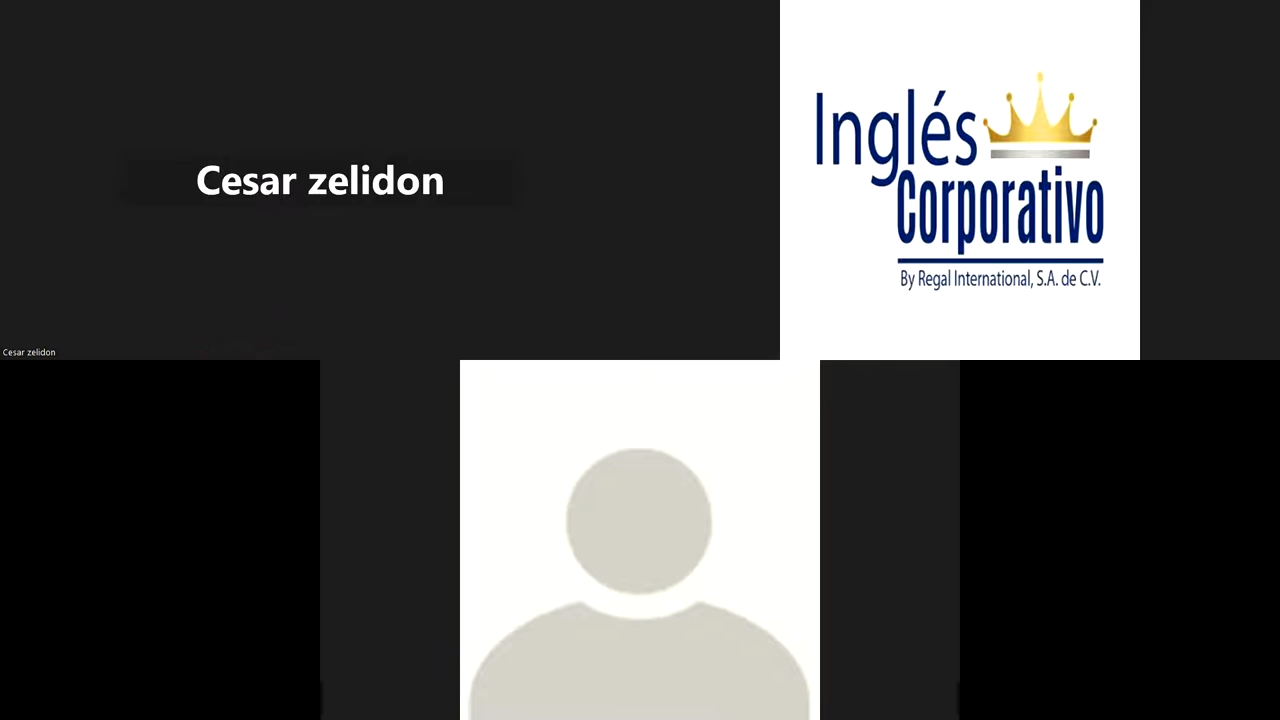 Cesar zelidon
Inglés
Corporativo
By Regal International, S.A. de C.V.
Cesar zelidon